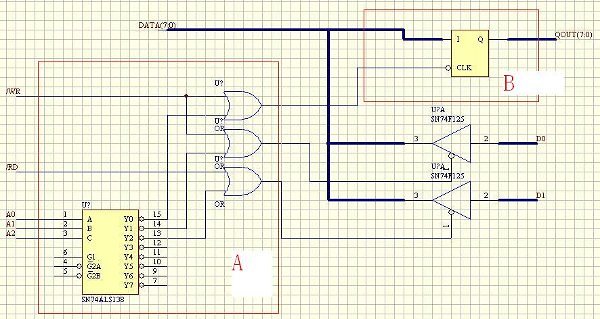 DATA(7:0)
I Q
QOUT(7:0)
CLK
B
/WR
U?
OR
U?
OR
U?
OR
/RD
U?A
SN74F125
3 2 D0
1
U?A
SN74F125
3 2 D1
1
U?
A0 1 A Y0 15
A1 2 B Y1 14
A2 3 C Y2 13
Y3 12
6 G1 Y4 11
4 G2A Y5 10
5 G2B Y6 9
Y7 7
SN74ALS138
A